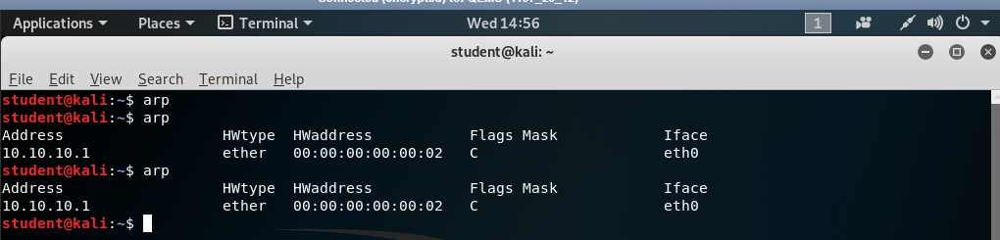 Applications Places Terminal Wed 14:56 1
student@kali: ~
File Edit View Search Terminal Help
student@kali:~$ arp
student@kali:~$ arp
Address HWtype HWaddress Flags Mask Iface
10.10.10.1 ether 00:00:00:00:00:02 C eth0
student@kali:~$ arp
Address HWtype HWaddress Flags Mask Iface
10.10.10.1 ether 00:00:00:00:00:02 C eth0
student@kali:~$